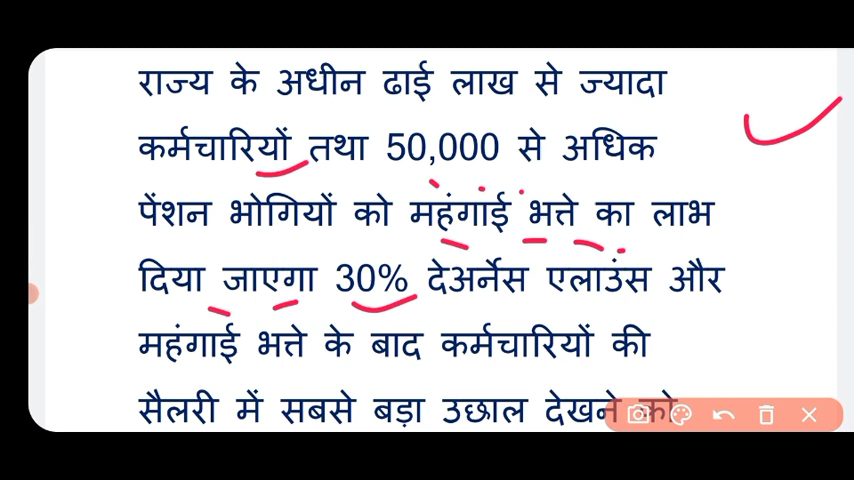 राज्य के अधीन ढाई लाख से ज्यादा
कर्मचारियों तथा 50,000 से अधिक
पेंशन भोगियों को महंगाई भत्ते का लाभ
दिया जाएगा 30% देअर्नेस एलाउंस और
महंगाई भत्ते के बाद कर्मचारियों की
सैलरी में सबसे बड़ा उछाल देखने को